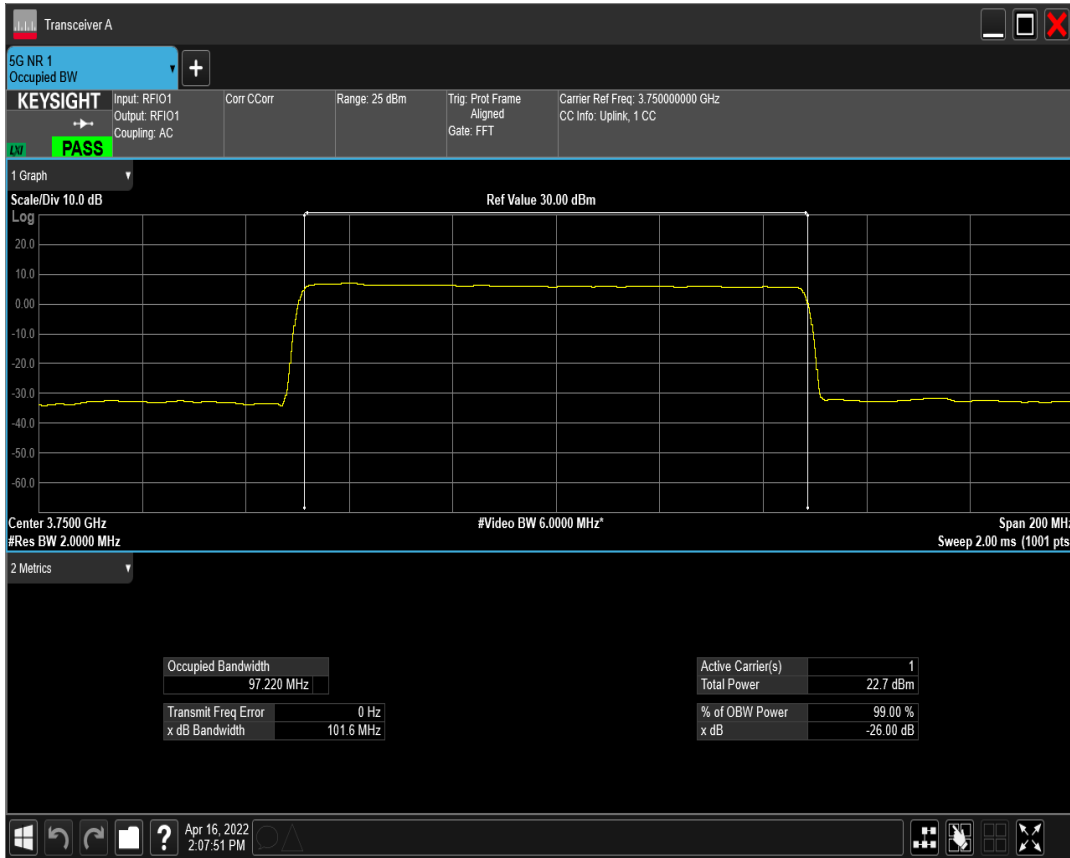 Transceiver A
5G NR 1
Occupied BW
KEYSIGHT
LXI
PASS
Input: RFIO1
Output: RFIO1
Coupling: AC
Corr CCorr
Range: 25 dBm
Trig: Prot Frame
Aligned
Gate: FFT
Carrier Ref Freq: 3.750000000 GHz
CC Info: Uplink, 1 CC
1 Graph
Scale/Div 10.0 dB
Ref Value 30.00 dBm
Log
20.0
10.0
0.00
-10.0
-20.0
-30.0
-40.0
-50.0
-60.0
Center 3.7500 GHz
#Video BW 6.0000 MHz*
Span 200 MHz
#Res BW 2.0000 MHz
Sweep 2.00 ms (1001 pts
2 Metrics
Occupied Bandwidth
97.220 MHz
Transmit Freq Error 0 Hz
x dB Bandwidth 101.6 MHz
Active Carrier(s) 1
Total Power 22.7 dBm
% of OBW Power 99.00 %
x dB -26.00 dB
?
Apr 16, 2022
2:07:51 PM